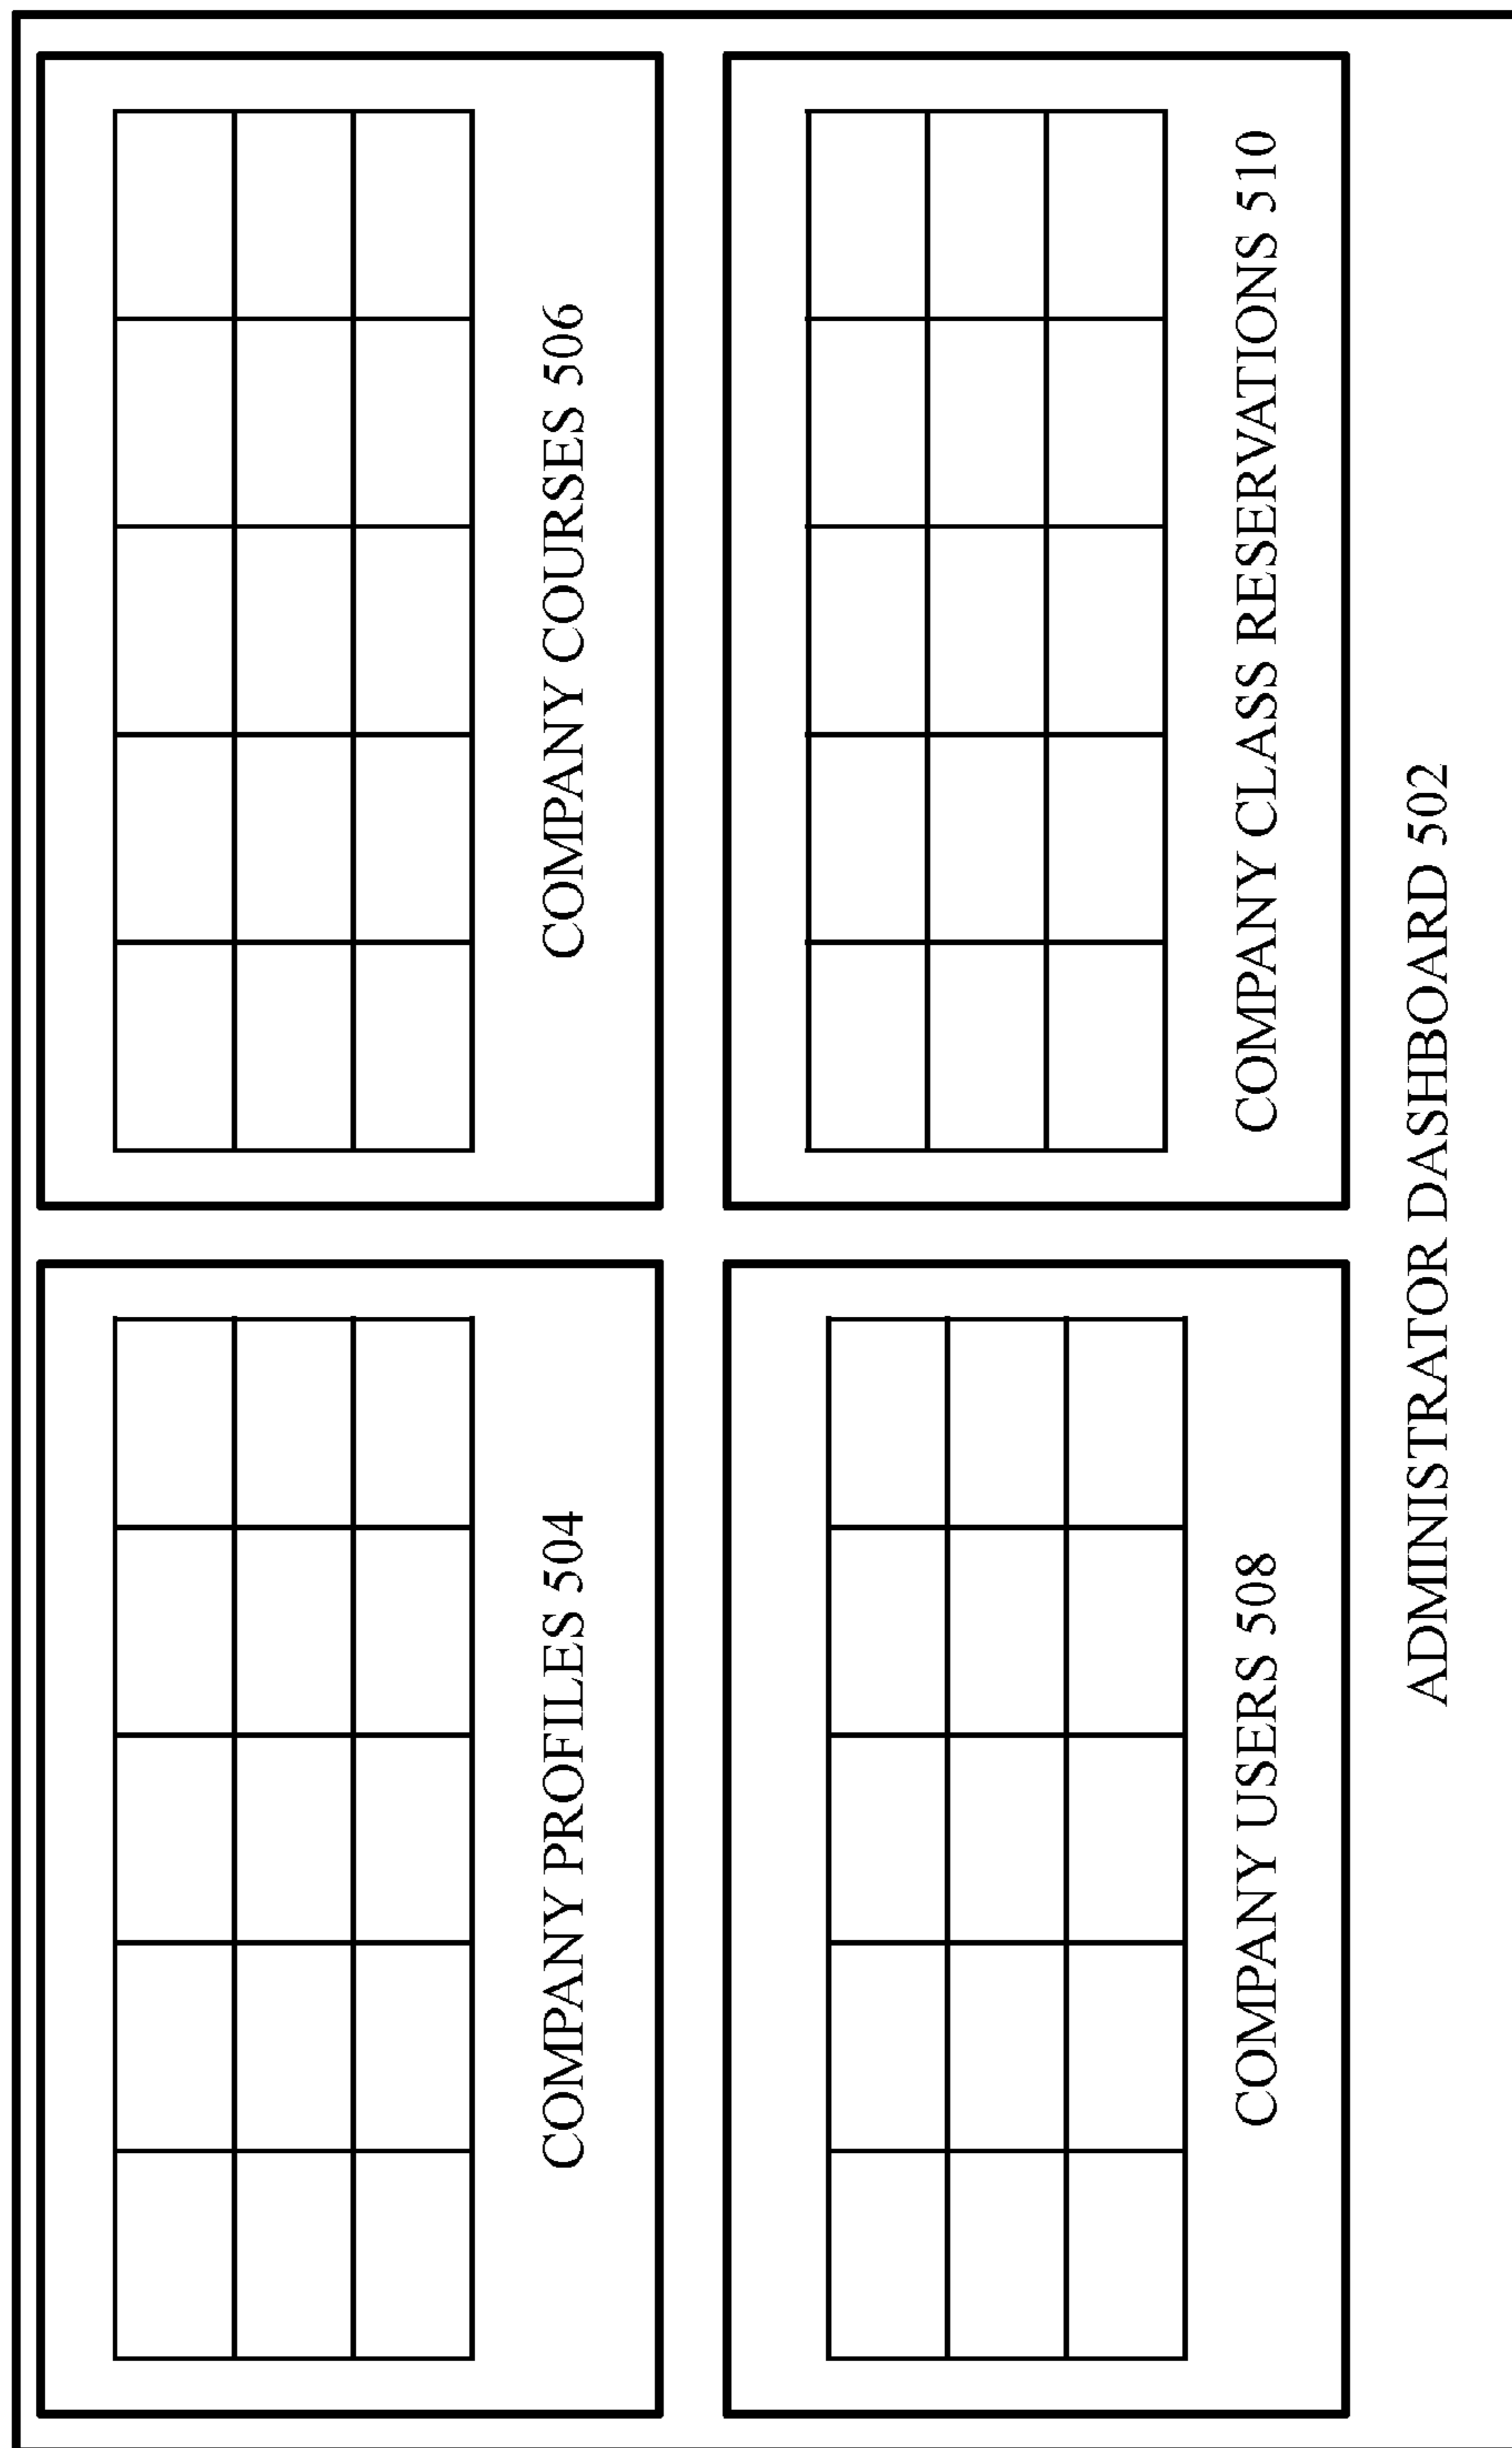 COMPANY PROFILES 504
COMPANY COURSES 506
COMPANY USERS 508
COMPANY CLASS RESERVATIONS 510
ADMINISTRATOR DASHBOARD 502